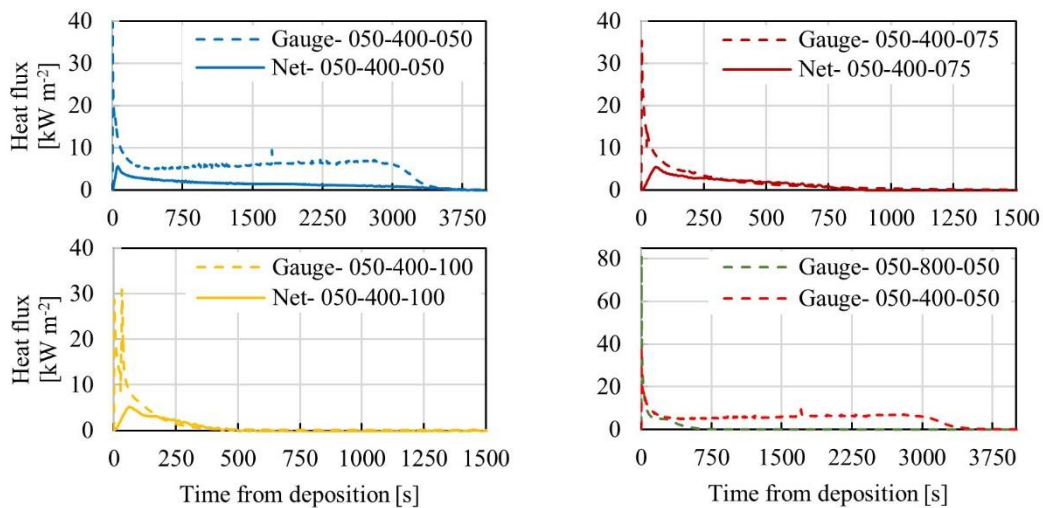 40
30
20
10
0
Heat flux
[kW m⁻²]
Gauge- 050-400-050
Net- 050-400-050
0 750 1500 2250 3000 3750
40
30
20
10
0
Heat flux
[kW m⁻²]
Gauge- 050-400-075
Net- 050-400-075
0 250 500 750 1000 1250 1500
40
30
20
10
0
Heat flux
[kW m⁻²]
Gauge- 050-400-100
Net- 050-400-100
0 250 500 750 1000 1250 1500
Time from deposition [s]
80
60
40
20
0
Gauge- 050-800-050
Gauge- 050-400-050
0 750 1500 2250 3000 3750
Time from deposition [s]